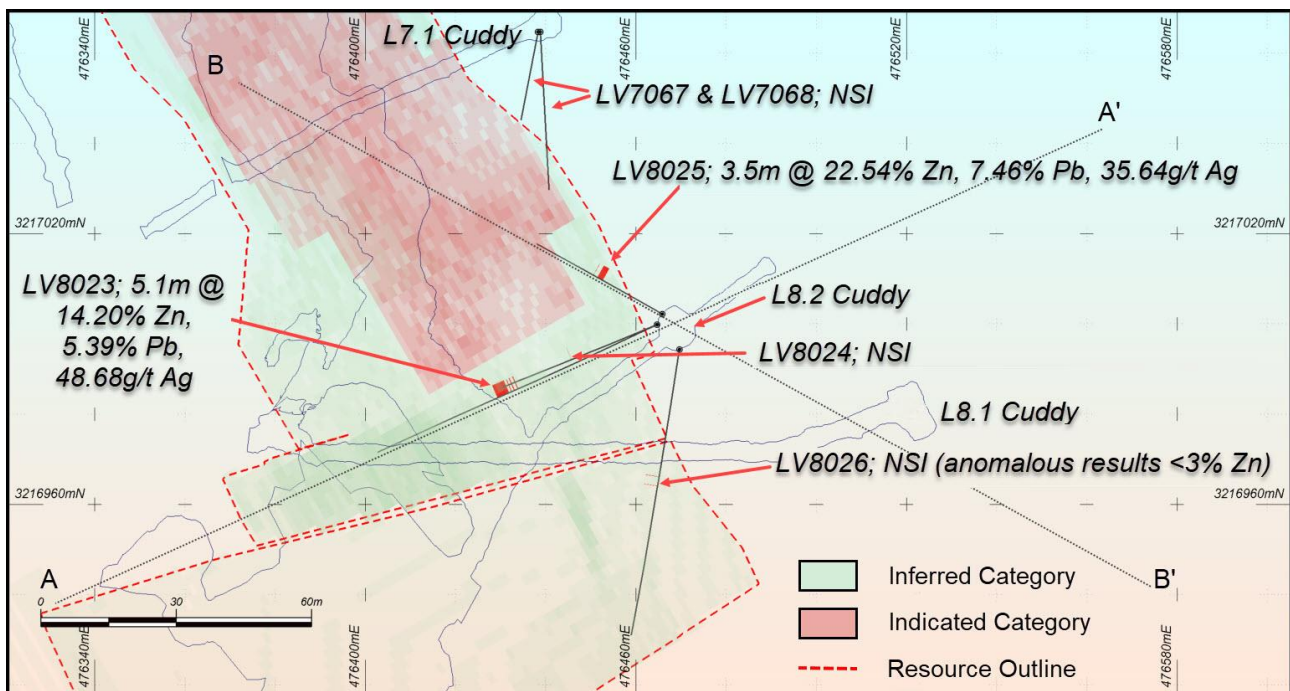 476340mE
476400mE
476460mE
476520mE
476580mE
L7.1 Cuddy
B
A'
LV7067 & LV7068; NSI
LV8025; 3.5m @ 22.54% Zn, 7.46% Pb, 35.64g/t Ag
3217020mN
3217020mN
LV8023; 5.1m @
14.20% Zn,
5.39% Pb,
48.68g/t Ag
L8.2 Cuddy
LV8024; NSI
L8.1 Cuddy
LV8026; NSI (anomalous results <3% Zn)
3216960mN
3216960mN
A
B'
0 30 60m
Inferred Category
Indicated Category
Resource Outline
476340mE
476400mE
476460mE
476580mE